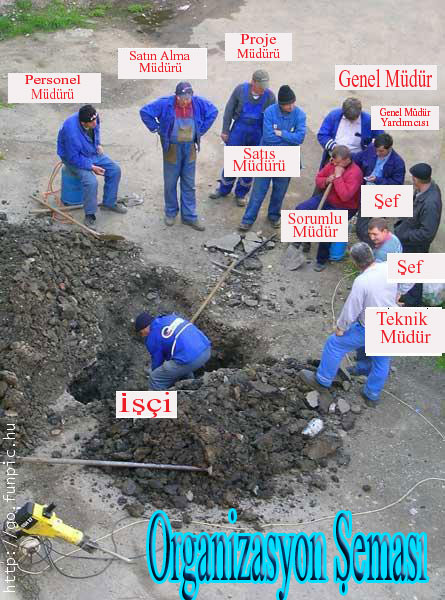 Proje
Müdürü
Satın Alma
Müdürü
Personel
Müdürü
Genel Müdür
Genel Müdür
Yardımcısı
Satış
Müdürü
Şef
Sorumlu
Müdür
Şef
Teknik
Müdür
işçi
Organizasyon Şeması
http://go.funpic.hu